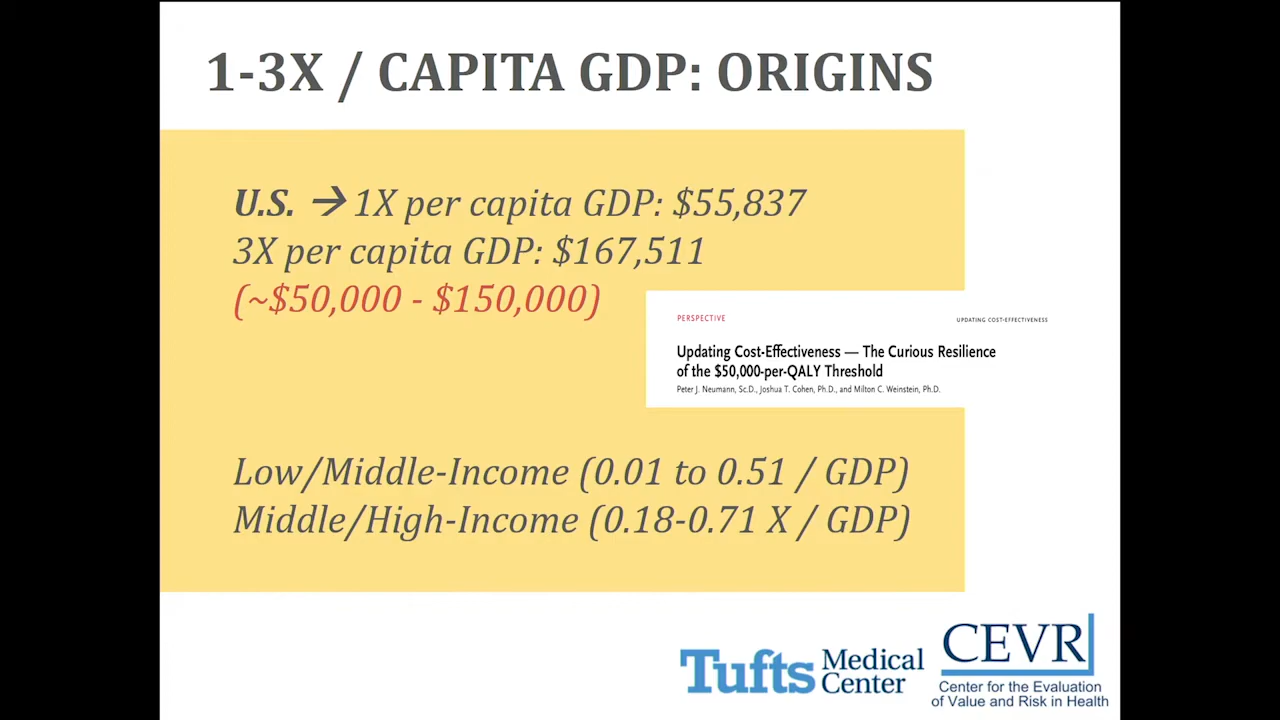 1-3X / CAPITA GDP: ORIGINS
U.S. → 1X per capita GDP: $55,837
3X per capita GDP: $167,511
(~$50,000 - $150,000)
PERSPECTIVE
UPDATING COST-EFFECTIVENESS
Updating Cost-Effectiveness — The Curious Resilience
of the $50,000-per-QALY Threshold
Peter J. Neumann, Sc.D., Joshua T. Cohen, Ph.D., and Milton C. Weinstein, Ph.D.
Low/Middle-Income (0.01 to 0.51 / GDP)
Middle/High-Income (0.18-0.71 X / GDP)
Tufts Medical
Center
CEVR
Center for the Evaluation
of Value and Risk in Health